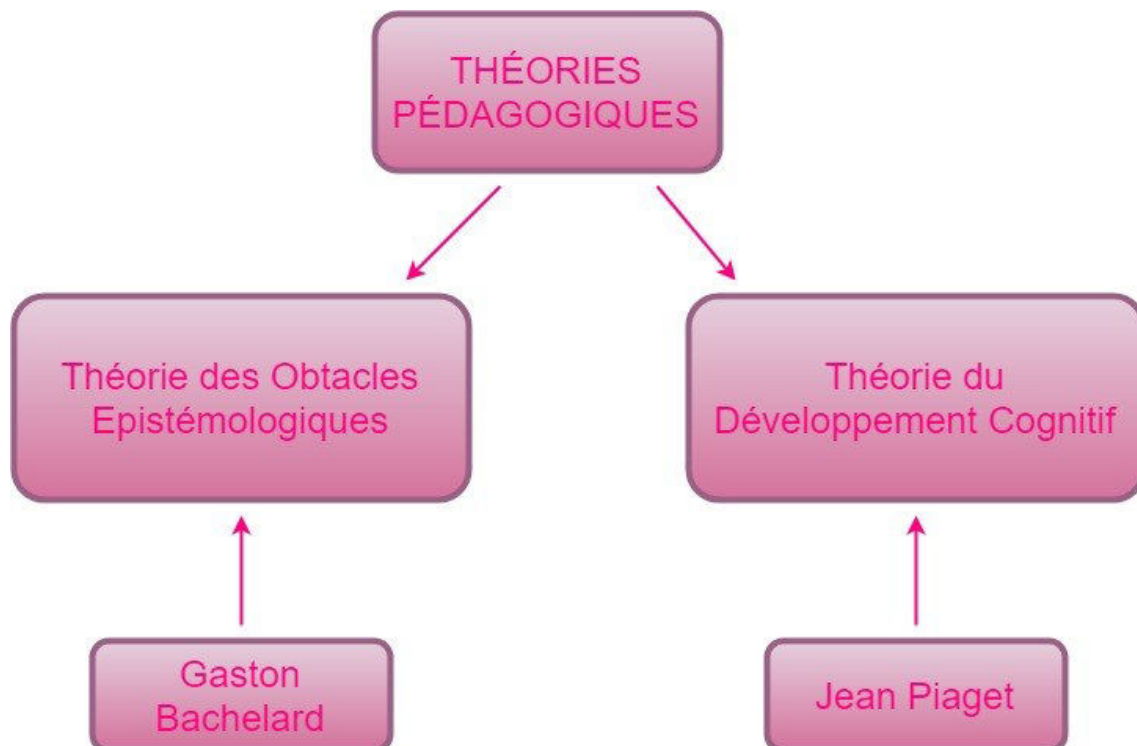 THÉORIES
PÉDAGOGIQUES
Théorie des Obtacles
Epistémologiques
Théorie du
Développement Cognitif
Gaston
Bachelard
Jean Piaget